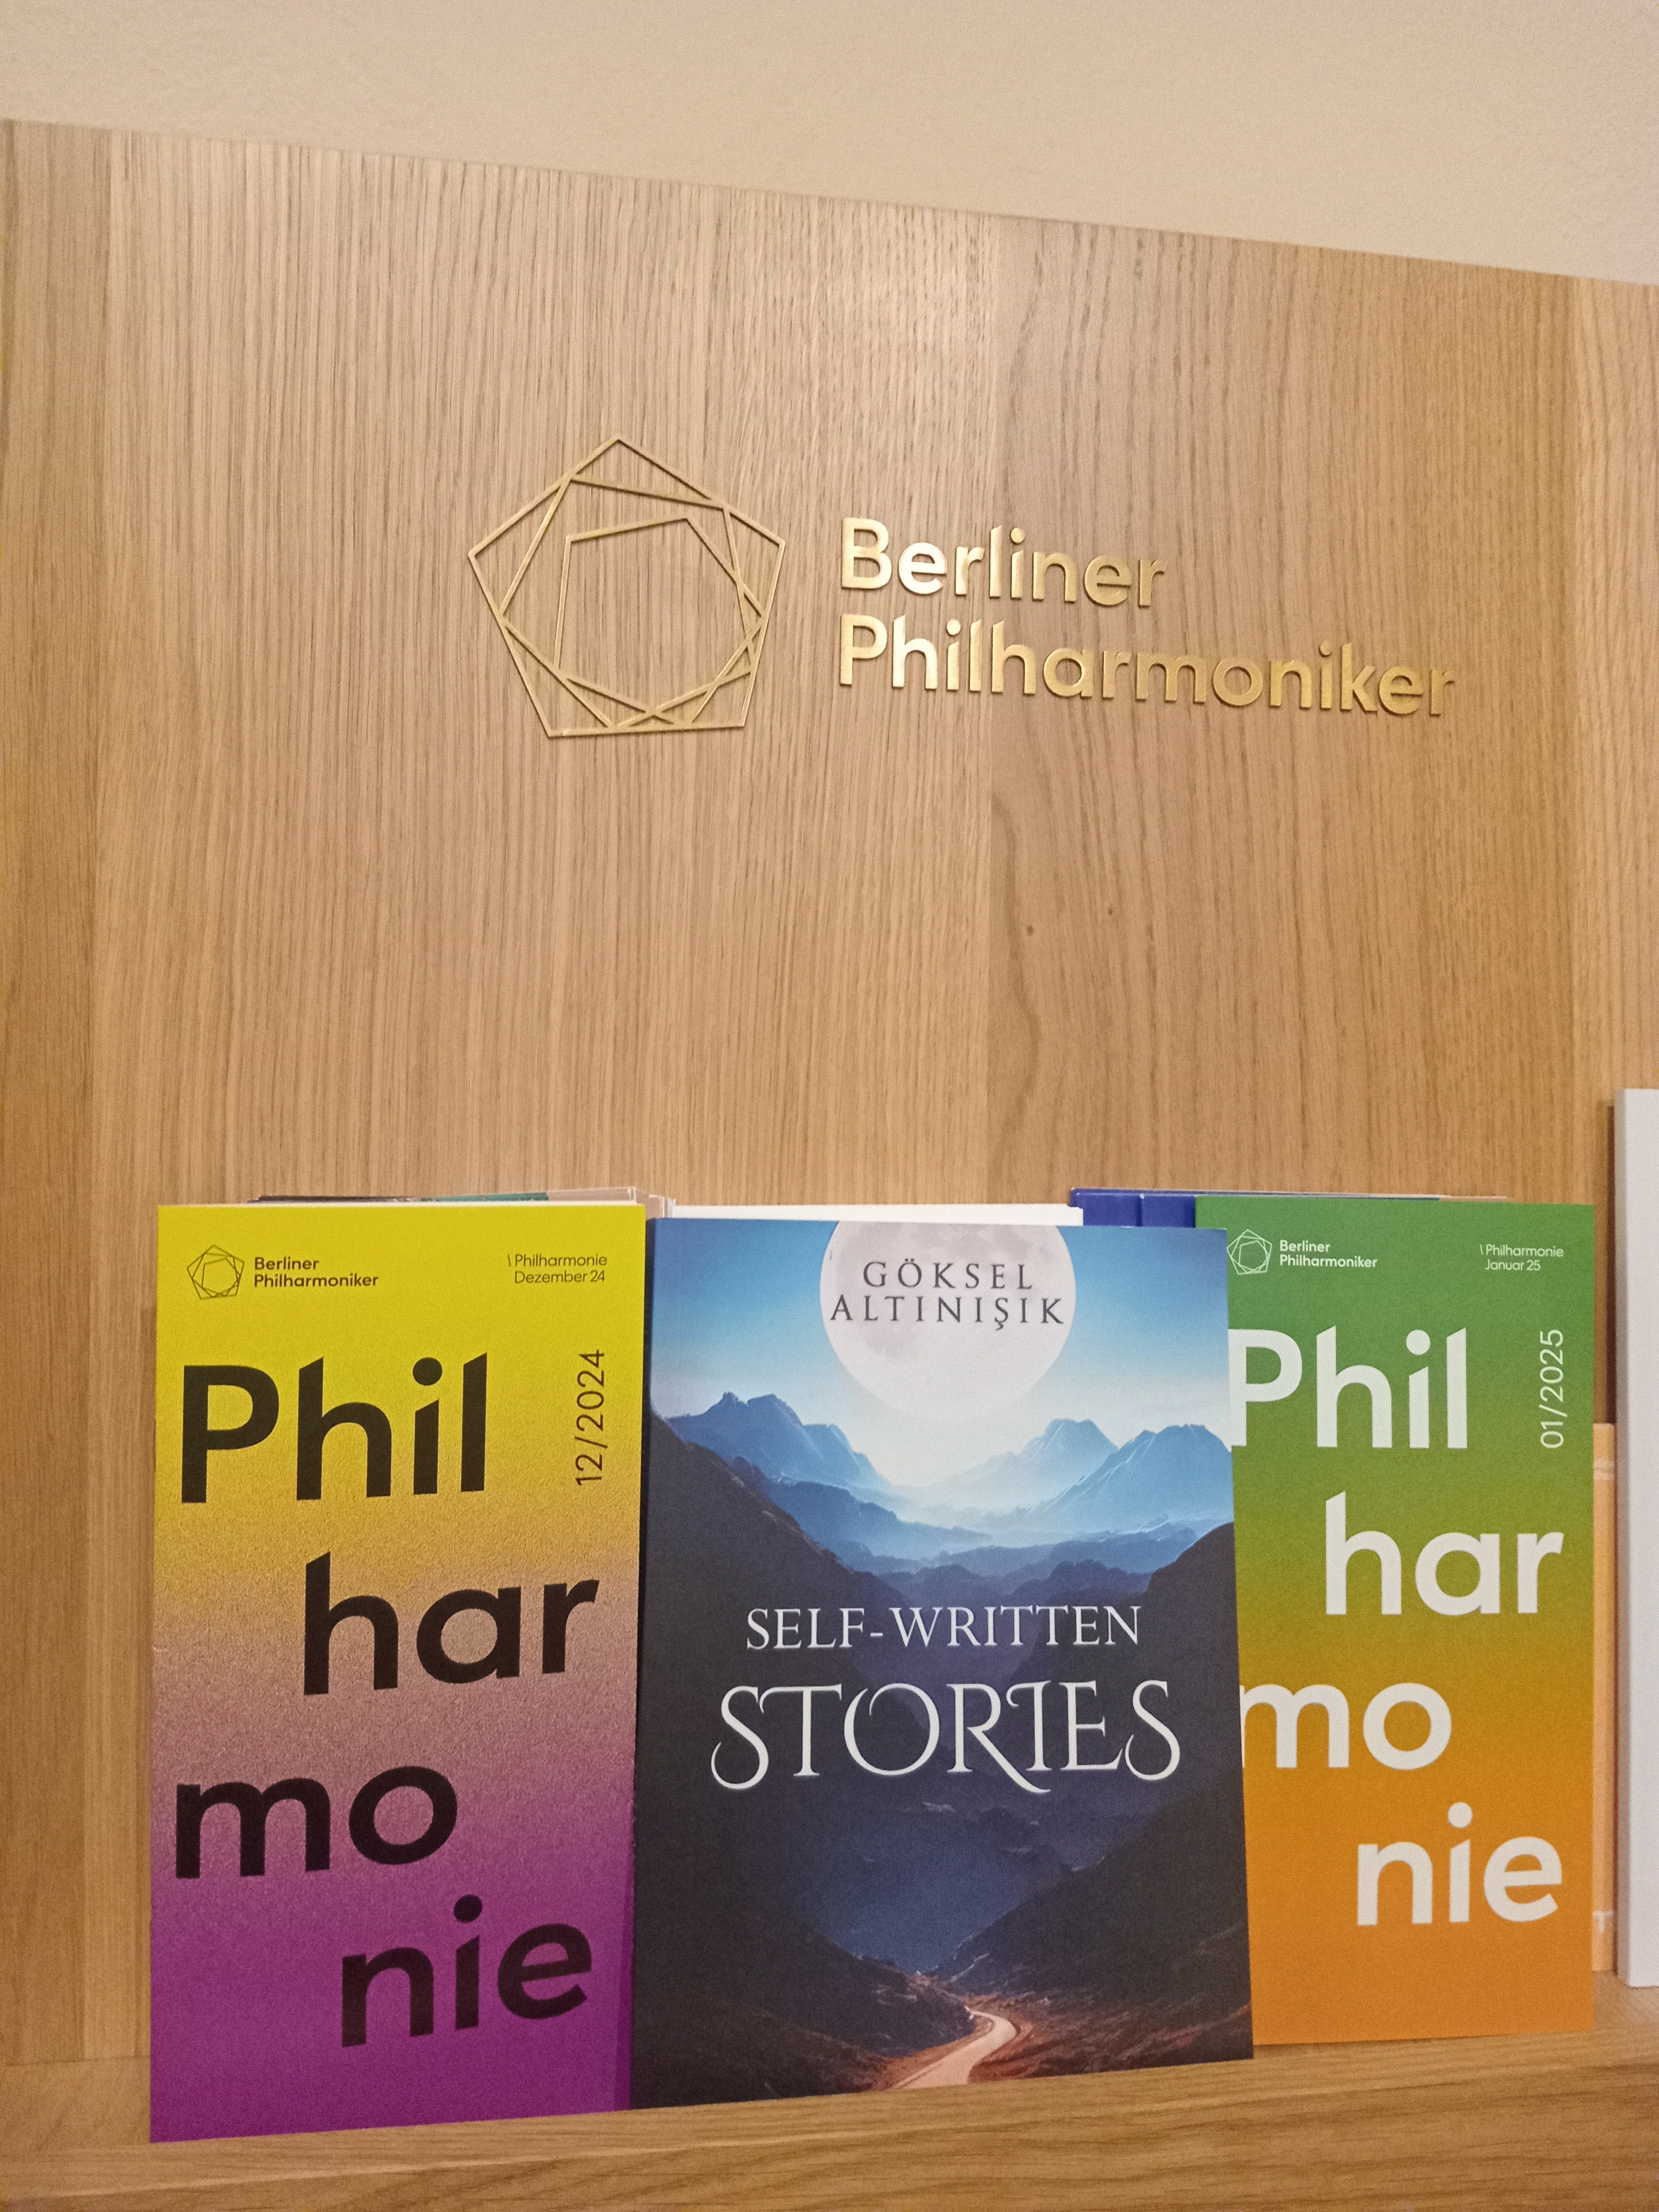 Berliner
Philharmoniker
Berliner
Philharmoniker
\ Philharmonie
Dezember 24
Phil
har
mo
nie
12/2024
GÖKSEL
ALTINIŞIK
SELF-WRITTEN
STORIES
Berliner
Philharmoniker
\ Philharmonie
Januar 25
Phil
har
mo
nie
01/2025